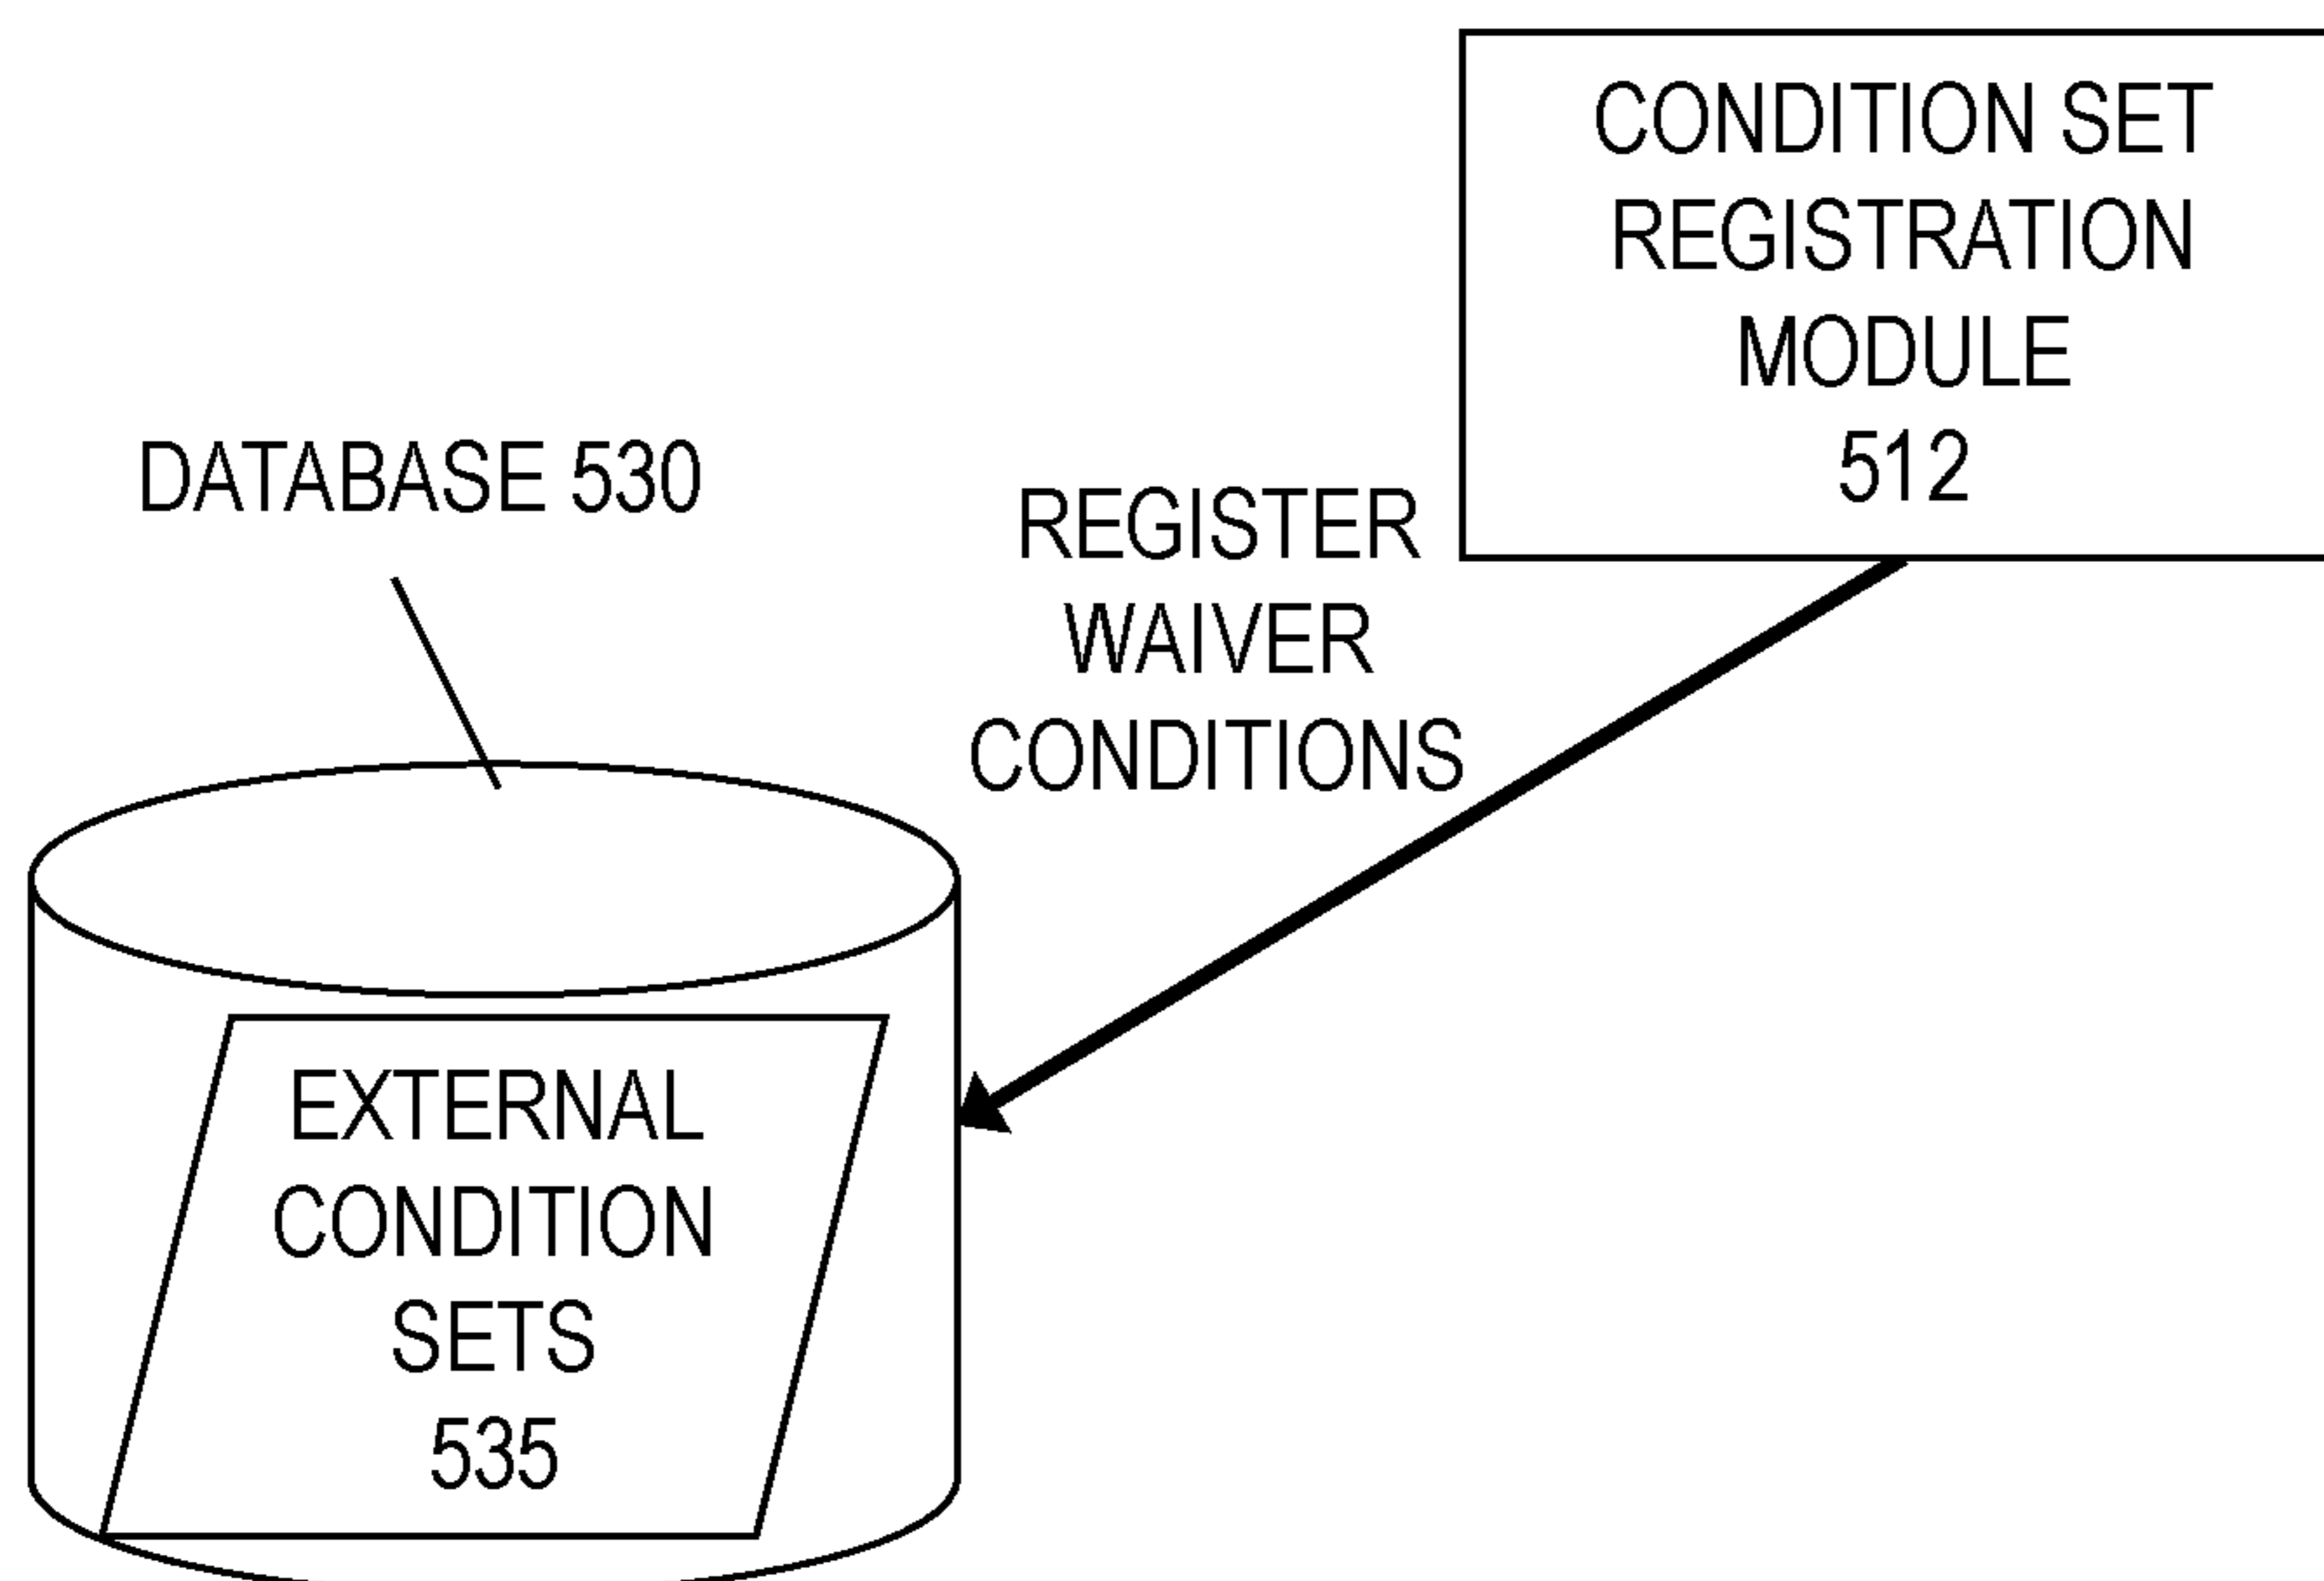 CONDITION SET
REGISTRATION
MODULE
512
DATABASE 530
REGISTER
WAIVER
CONDITIONS
EXTERNAL
CONDITION
SETS
535